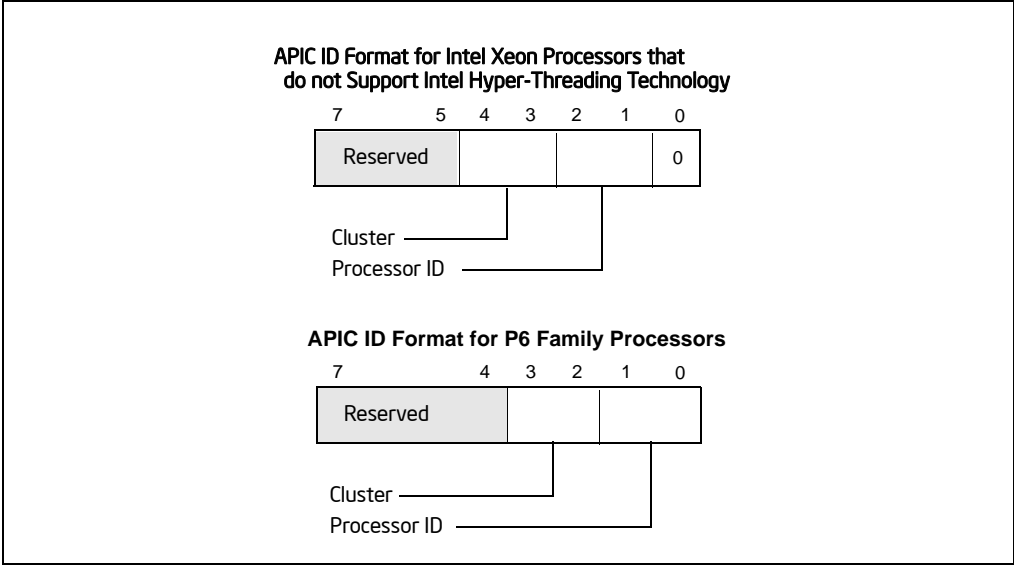 APIC ID Format for Intel Xeon Processors that
do not Support Intel Hyper-Threading Technology
7 5 4 3 2 1 0
Reserved 0
Cluster
Processor ID
APIC ID Format for P6 Family Processors
7 4 3 2 1 0
Reserved
Cluster
Processor ID